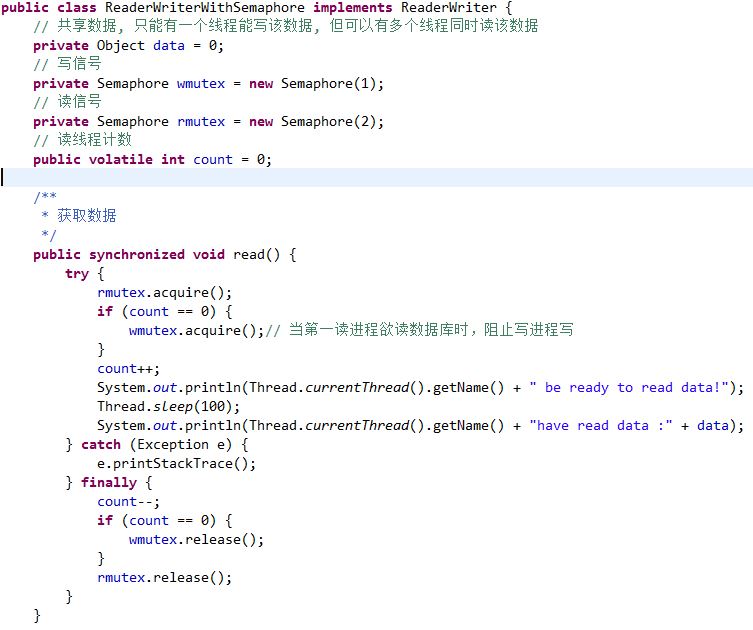 public class ReaderWriterWithSemaphore implements ReaderWriter {
// 共享数据, 只能有一个线程能写该数据, 但可以有多个线程同时读该数据
private Object data = 0;
// 写信号
private Semaphore wmutex = new Semaphore(1);
// 读信号
private Semaphore rmutex = new Semaphore(2);
// 读线程计数
public volatile int count = 0;
/**
* 获取数据
*/
public synchronized void read() {
try {
rmutex.acquire();
if (count == 0) {
wmutex.acquire();// 当第一读进程欲读数据库时，阻止写进程写
}
count++;
System.out.println(Thread.currentThread().getName() + " be ready to read data!");
Thread.sleep(100);
System.out.println(Thread.currentThread().getName() + "have read data :" + data);
} catch (Exception e) {
e.printStackTrace();
} finally {
count--;
if (count == 0) {
wmutex.release();
}
rmutex.release();
}
}